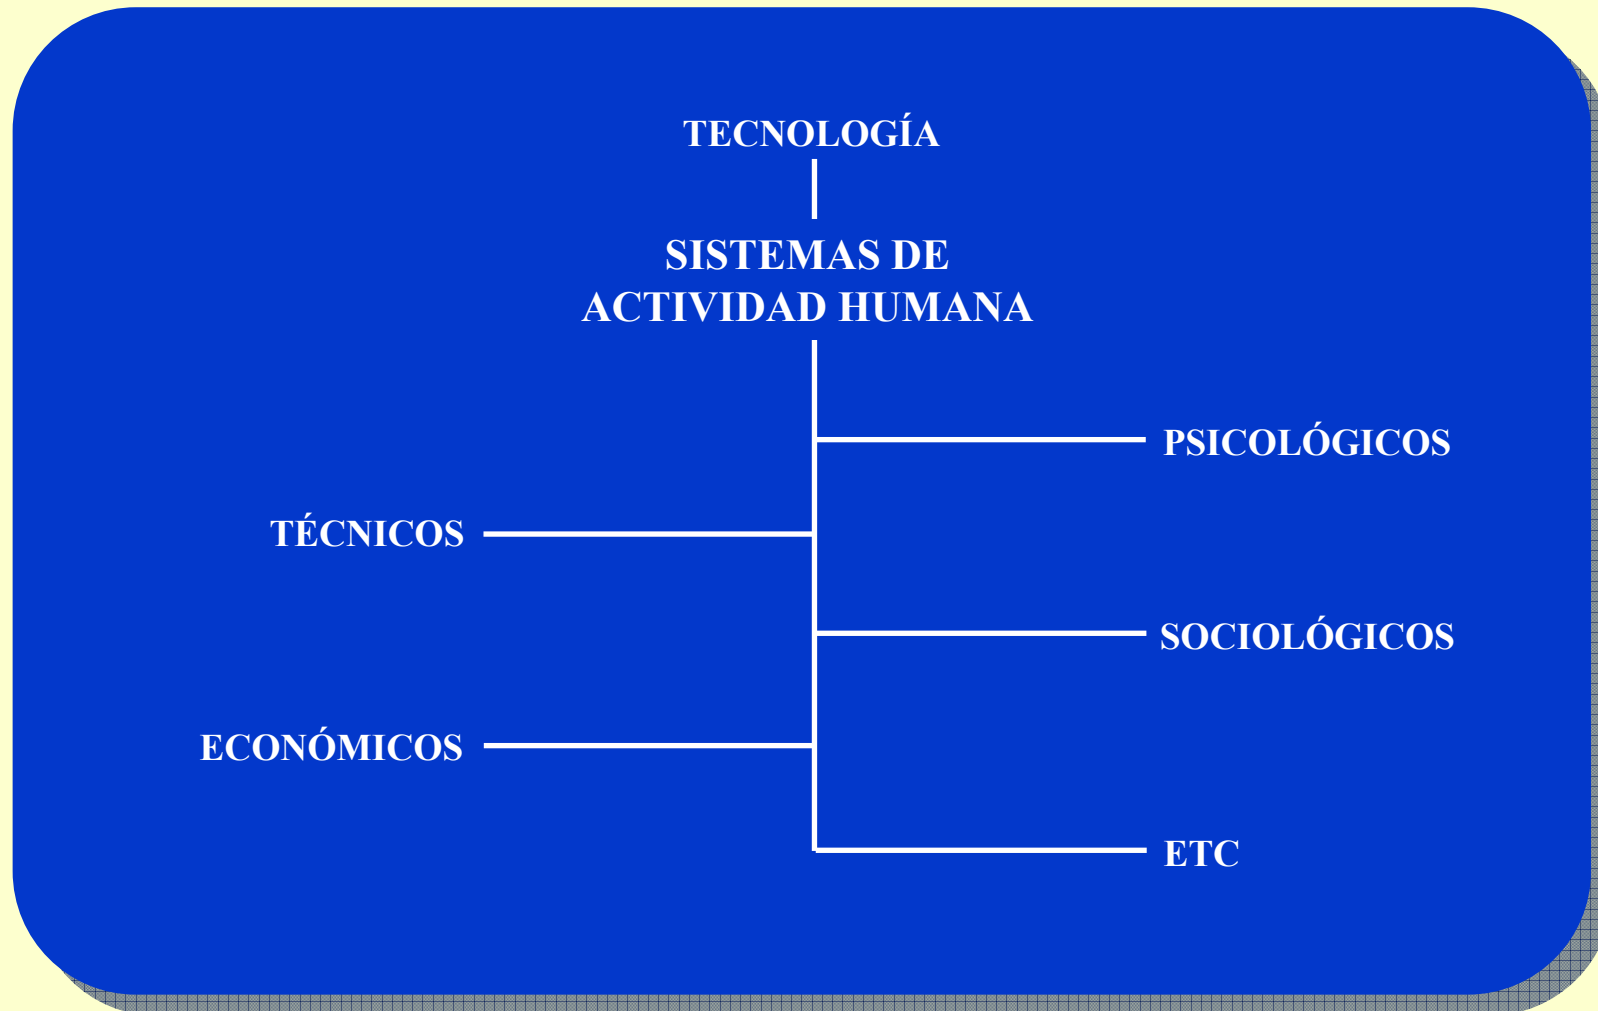 TECNOLOGÍA
SISTEMAS DE
ACTIVIDAD HUMANA
PSICOLÓGICOS
TÉCNICOS
SOCIOLÓGICOS
ECONÓMICOS
ETC